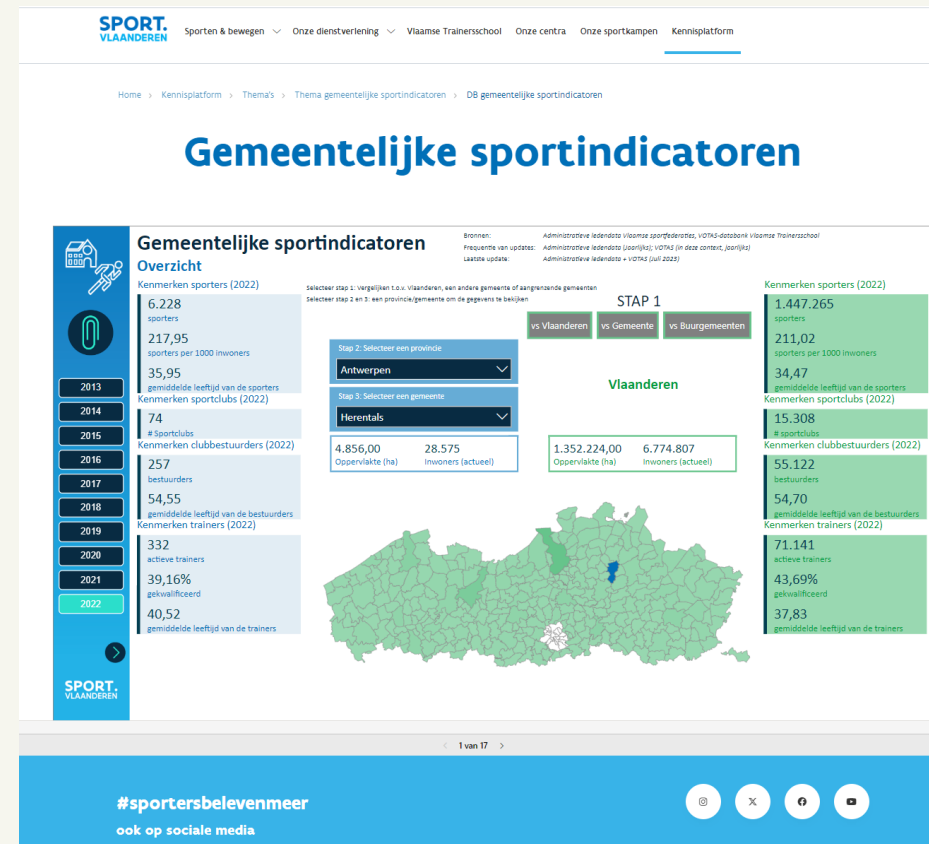 SPORT.
VLAANDEREN
Sporten & bewegen
Onze dienstverlening
Vlaamse Trainersschool
Onze centra
Onze sportkampen
Kennisplatform
Home > Kennisplatform > Thema's > Thema gemeentelijke sportindicatoren > DB gemeentelijke sportindicatoren
Gemeentelijke sportindicatoren
Gemeentelijke sportindicatoren
Overzicht
Bronnen: Administratieve ledendata Vlaamse sportfederaties, VOTAS-databank Vlaamse Trainersschool
Frequentie van updates: Administratieve ledendata (jaarlijks); VOTAS (in deze context, jaarlijks)
Laatste update: Administratieve ledendata + VOTAS (juli 2023)
2013
2014
2015
2016
2017
2018
2019
2020
2021
2022
SPORT.
VLAANDEREN
Kenmerken sporters (2022)
6.228
sporters
217,95
sporters per 1000 inwoners
35,95
gemiddelde leeftijd van de sporters
Kenmerken sportclubs (2022)
74
# Sportclubs
Kenmerken clubbestuurders (2022)
257
bestuurders
54,55
gemiddelde leeftijd van de bestuurders
Kenmerken trainers (2022)
332
actieve trainers
39,16%
gekwalificeerd
40,52
gemiddelde leeftijd van de trainers
Selecteer stap 1: Vergelijken t.o.v. Vlaanderen, een andere gemeente of aangrenzende gemeenten
Selecteer stap 2 en 3: een provincie/gemeente om de gegevens te bekijken
STAP 1
vs Vlaanderen
vs Gemeente
vs Buurgemeenten
Stap 2: Selecteer een provincie
Antwerpen
Stap 3: Selecteer een gemeente
Herentals
Vlaanderen
4.856,00 28.575
Oppervlakte (ha) Inwoners (actueel)
1.352.224,00 6.774.807
Oppervlakte (ha) Inwoners (actueel)
Kenmerken sporters (2022)
1.447.265
sporters
211,02
sporters per 1000 inwoners
34,47
gemiddelde leeftijd van de sporters
Kenmerken sportclubs (2022)
15.308
# sportclubs
Kenmerken clubbestuurders (2022)
55.122
bestuurders
54,70
gemiddelde leeftijd van de bestuurders
Kenmerken trainers (2022)
71.141
actieve trainers
43,69%
gekwalificeerd
37,83
gemiddelde leeftijd van de trainers
< 1 van 17 >
#sportersbelevenmeer
ook op sociale media